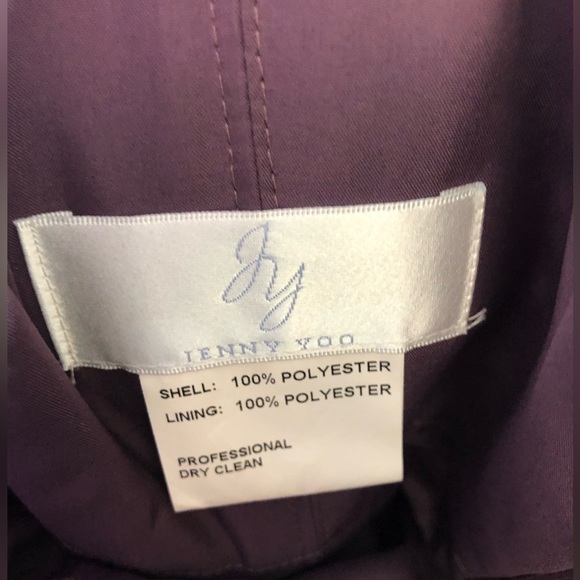 JY
JENNY YOO
SHELL: 100% POLYESTER
LINING: 100% POLYESTER
PROFESSIONAL
DRY CLEAN